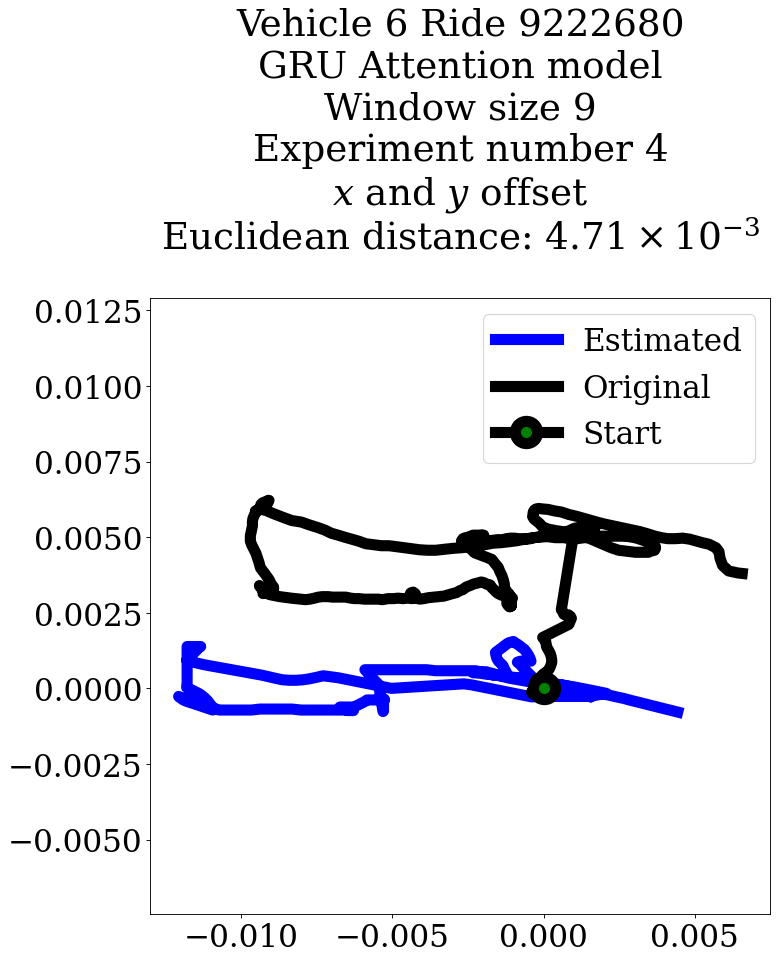 Vehicle 6 Ride 9222680
GRU Attention model
Window size 9
Experiment number 4
x and y offset
Euclidean distance: 4.71 × 10⁻³
Estimated
Original
Start
0.0125
0.0100
0.0075
0.0050
0.0025
0.0000
−0.0025
−0.0050
−0.010 −0.005 0.000 0.005